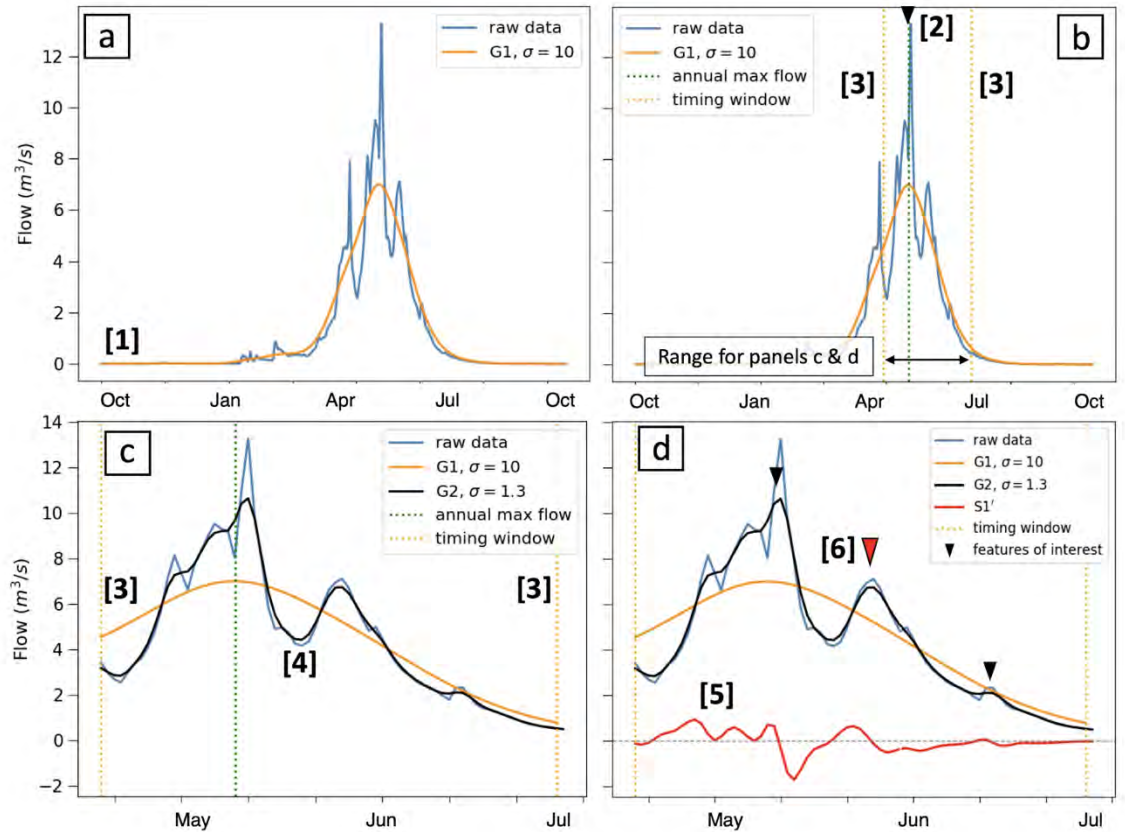 a
raw data
G1, σ = 10
Flow (m³/s)
12
10
8
6
4
2
0
[1]
Oct
Jan
Apr
Jul
Oct
b
raw data
G1, σ = 10
annual max flow
timing window
[2]
[3]
[3]
Range for panels c & d
Oct
Jan
Apr
Jul
Oct
c
raw data
G1, σ = 10
G2, σ = 1.3
annual max flow
timing window
Flow (m³/s)
14
12
10
8
6
4
2
0
−2
[3]
[3]
[4]
May
Jun
Jul
d
raw data
G1, σ = 10
G2, σ = 1.3
S1′
timing window
features of interest
[6]
[5]
May
Jun
Jul